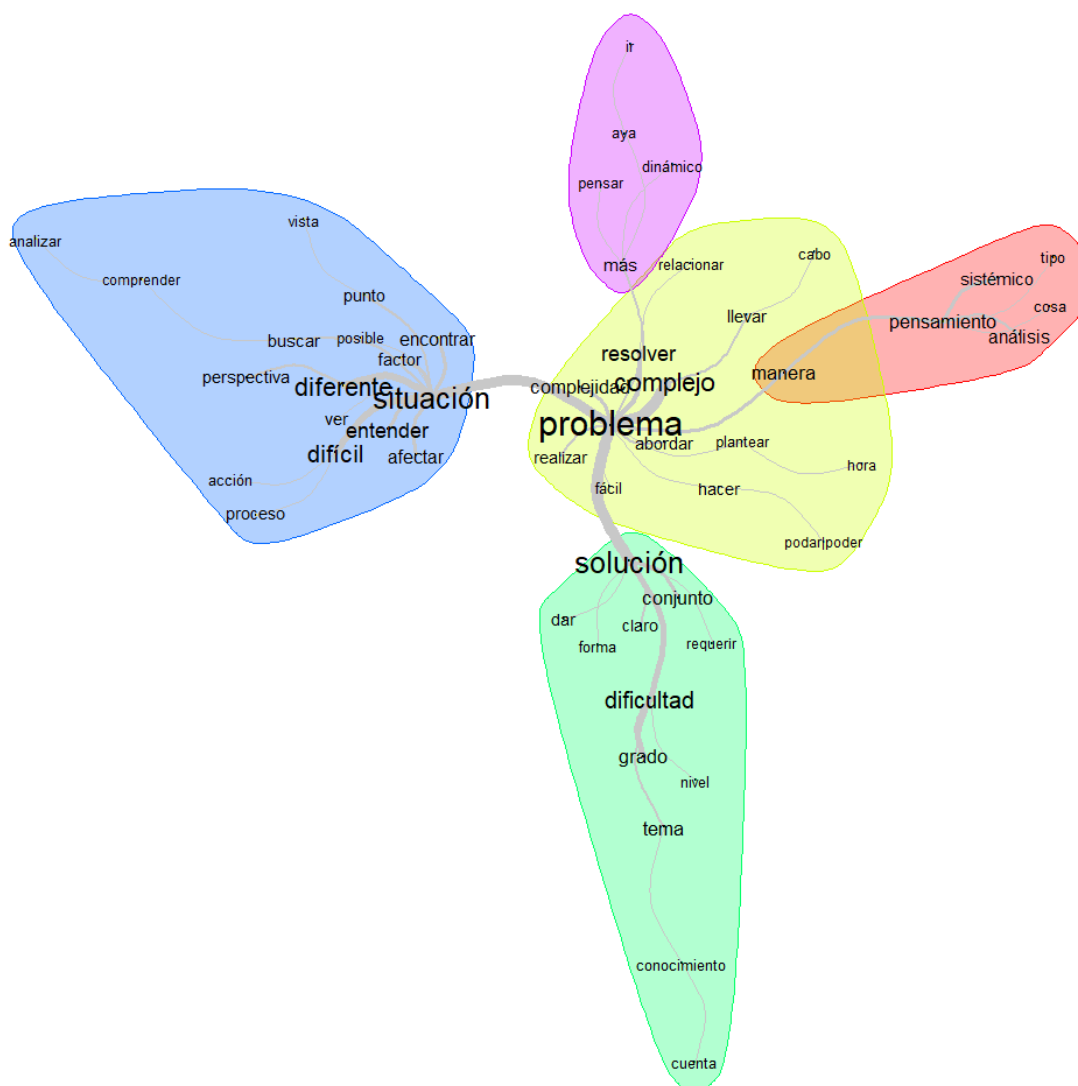 ir
aya
dinámico
pensar
más
relacionar
cabo
tipo
sistémico
cosa
pensamiento
análisis
manera
llevar
resolver
complejo
complejidad
problema
abordar
plantear
realizar
hora
fácil
hacer
podar|poder
vista
analizar
comprender
punto
buscar
posible
encontrar
factor
perspectiva
diferente
situación
ver
entender
difícil
afectar
acción
proceso
solución
conjunto
dar
claro
forma
requerir
dificultad
grado
nivel
tema
conocimiento
cuenta